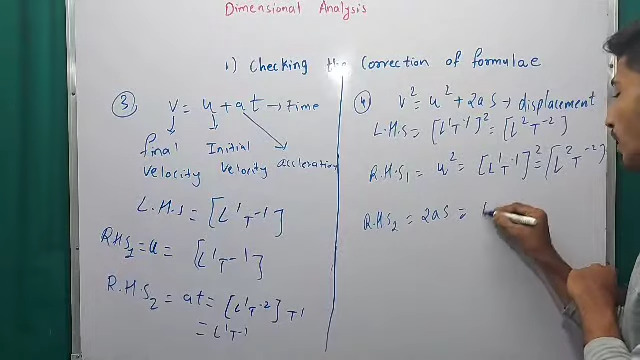 Dimensional Analysis
1) Checking the Correction of formulae
③ V = u + at → Time
final velocity
Initial velocity
acceleration
L.H.S = [L¹T⁻¹]
RHS₁ = u = [L¹T⁻¹]
R.H.S₂ = at = [L¹T⁻²] T¹
= L¹T⁻¹
④ V² = u² + 2as → displacement
L.H.S = [L¹T⁻¹]² = [L²T⁻²]
R.H.S₁ = u² = [L¹T⁻¹]² = [L²T⁻²]
R.H.S₂ = 2as =